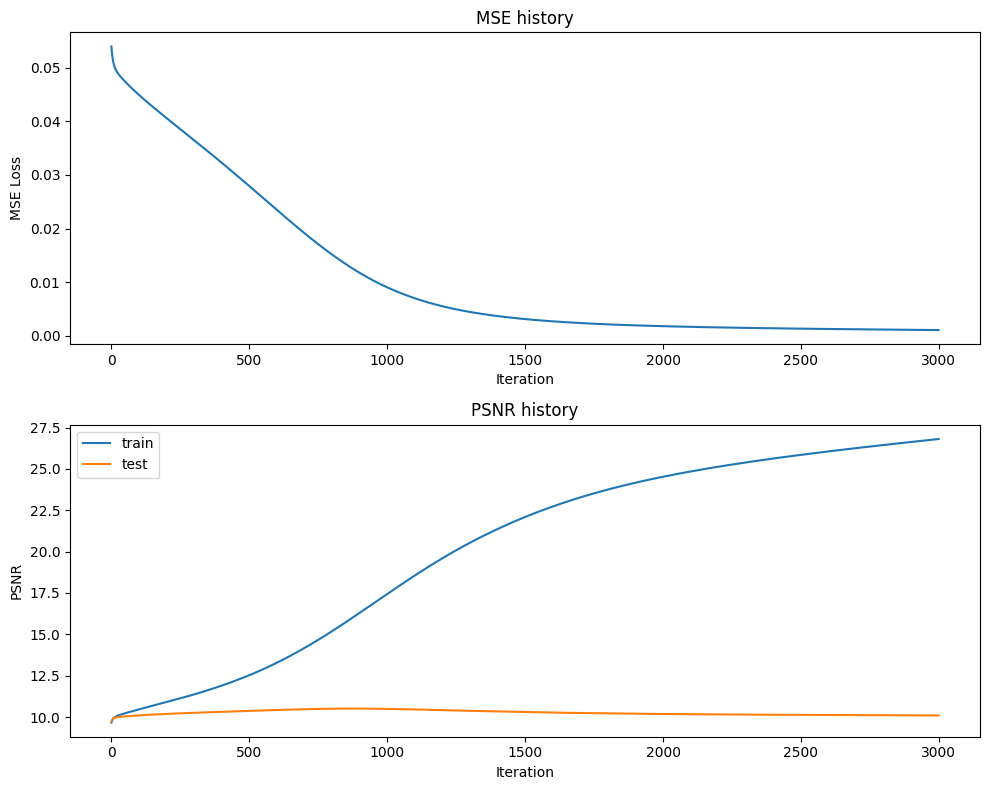 MSE history
0.05
0.04
0.03
0.02
0.01
0.00
MSE Loss
0 500 1000 1500 2000 2500 3000
Iteration
PSNR history
27.5
25.0
22.5
20.0
17.5
15.0
12.5
10.0
PSNR
train
test
0 500 1000 1500 2000 2500 3000
Iteration